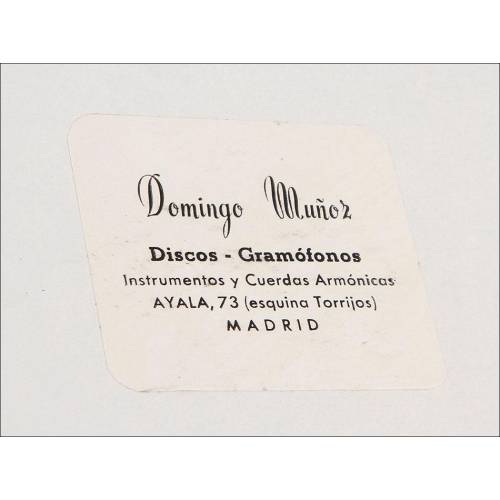 Domingo Muñoz
Discos - Gramófonos
Instrumentos y Cuerdas Armónicas
AYALA, 73 (esquina Torrijos)
MADRID